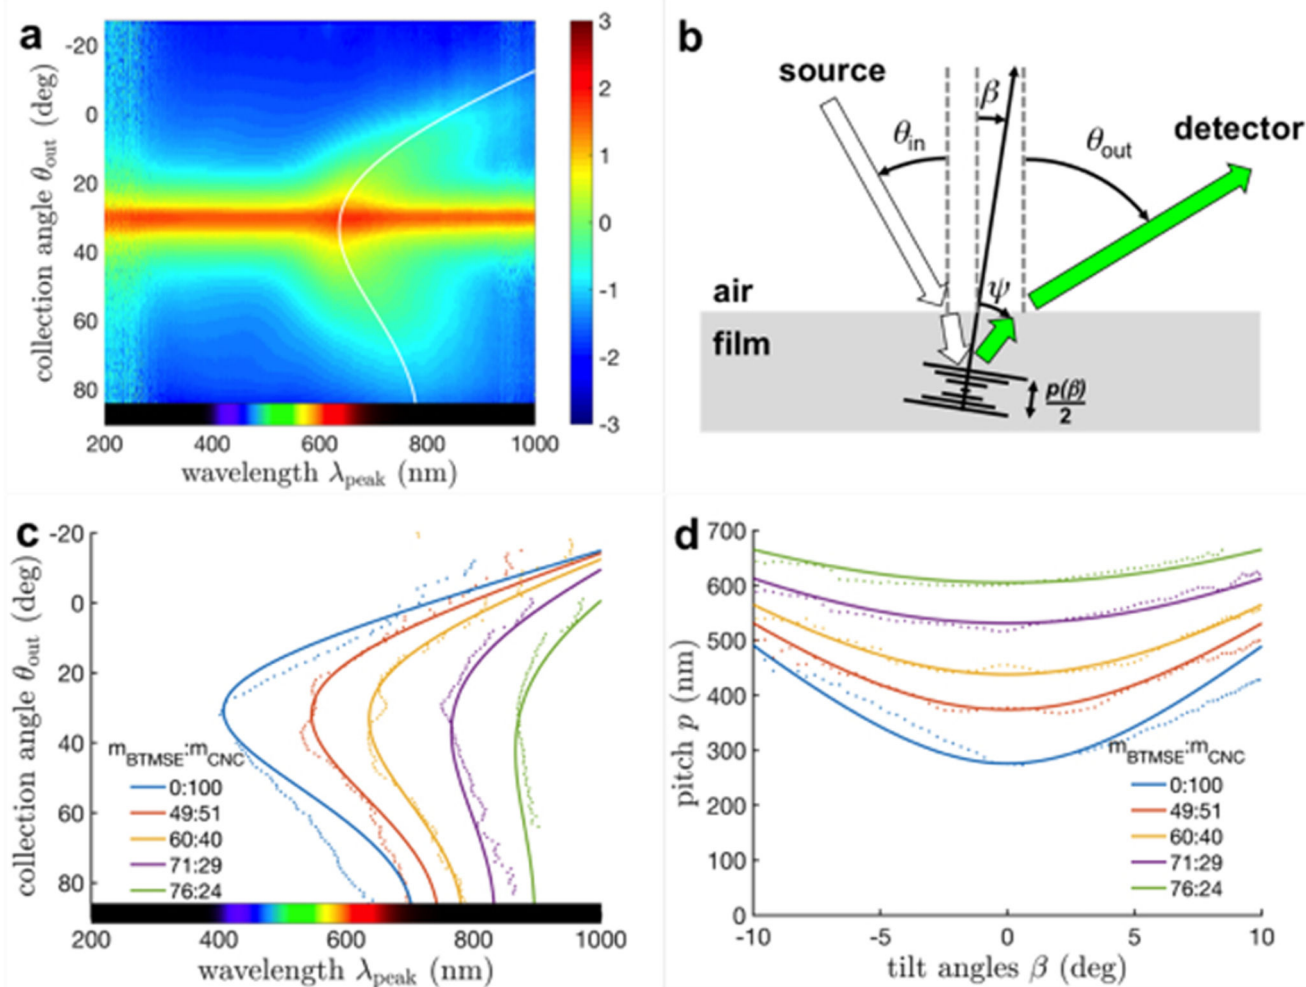 a
-20
0
20
40
60
80
collection angle θout (deg)
200 400 600 800 1000
wavelength λpeak (nm)
3
2
1
0
-1
-2
-3
b
source
θin
β
θout
detector
ψ
air
film
p(β)
2
c
-20
0
20
40
60
80
collection angle θout (deg)
mBTMSE:mCNC
0:100
49:51
60:40
71:29
76:24
200 400 600 800 1000
wavelength λpeak (nm)
d
700
600
500
400
300
200
100
0
pitch p (nm)
mBTMSE:mCNC
0:100
49:51
60:40
71:29
76:24
-10 -5 0 5 10
tilt angles β (deg)